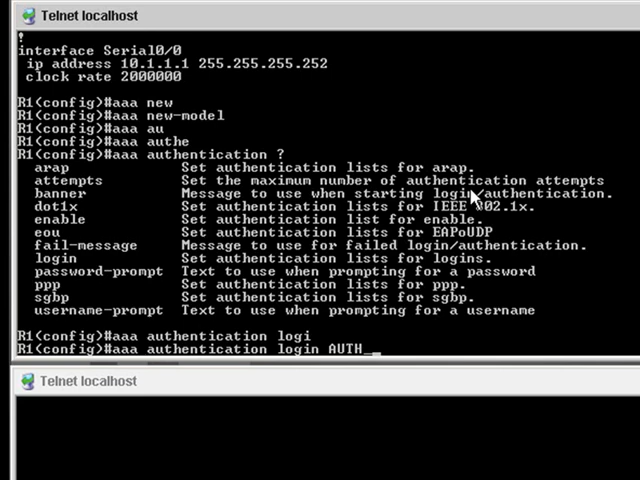 Telnet localhost
!
interface Serial0/0
ip address 10.1.1.1 255.255.255.252
clock rate 2000000
R1(config)#aaa new
R1(config)#aaa new-model
R1(config)#aaa au
R1(config)#aaa authe
R1(config)#aaa authentication ?
arap Set authentication lists for arap.
attempts Set the maximum number of authentication attempts
banner Message to use when starting login/authentication.
dot1x Set authentication lists for IEEE 802.1x.
enable Set authentication list for enable.
eou Set authentication lists for EAPoUDP
fail-message Message to use for failed login/authentication.
login Set authentication lists for logins.
password-prompt Text to use when prompting for a password
ppp Set authentication lists for ppp.
sgbp Set authentication lists for sgbp.
username-prompt Text to use when prompting for a username
R1(config)#aaa authentication logi
R1(config)#aaa authentication login AUTH_
Telnet localhost